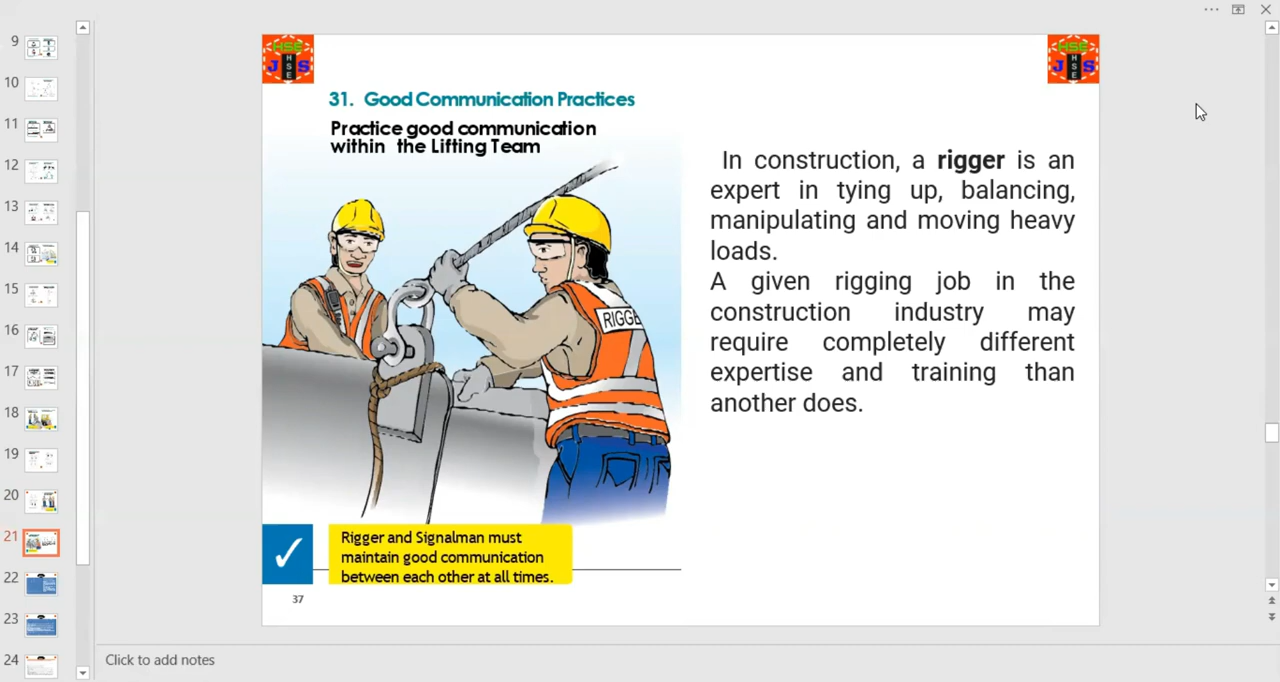 9
10
11
12
13
14
15
16
17
18
19
20
21
22
23
24
HSE
J S
H
S
E
HSE
J S
H
S
E
31. Good Communication Practices
Practice good communication
within the Lifting Team
RIGGE
In construction, a rigger is an
expert in tying up, balancing,
manipulating and moving heavy
loads.
A given rigging job in the
construction industry may
require completely different
expertise and training than
another does.
Rigger and Signalman must
maintain good communication
between each other at all times.
37
Click to add notes